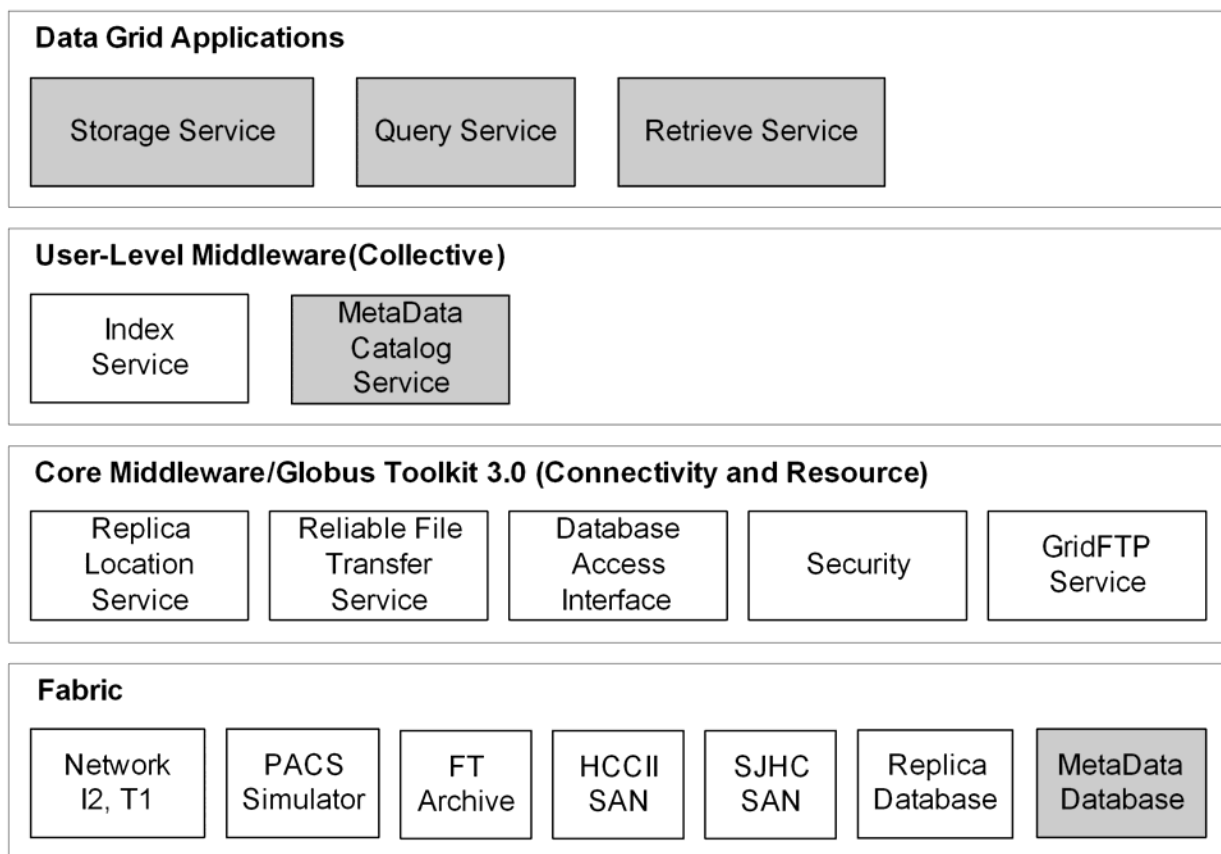 Data Grid Applications
Storage Service
Query Service
Retrieve Service
User-Level Middleware(Collective)
Index
Service
MetaData
Catalog
Service
Core Middleware/Globus Toolkit 3.0 (Connectivity and Resource)
Replica
Location
Service
Reliable File
Transfer
Service
Database
Access
Interface
Security
GridFTP
Service
Fabric
Network
I2, T1
PACS
Simulator
FT
Archive
HCCII
SAN
SJHC
SAN
Replica
Database
MetaData
Database